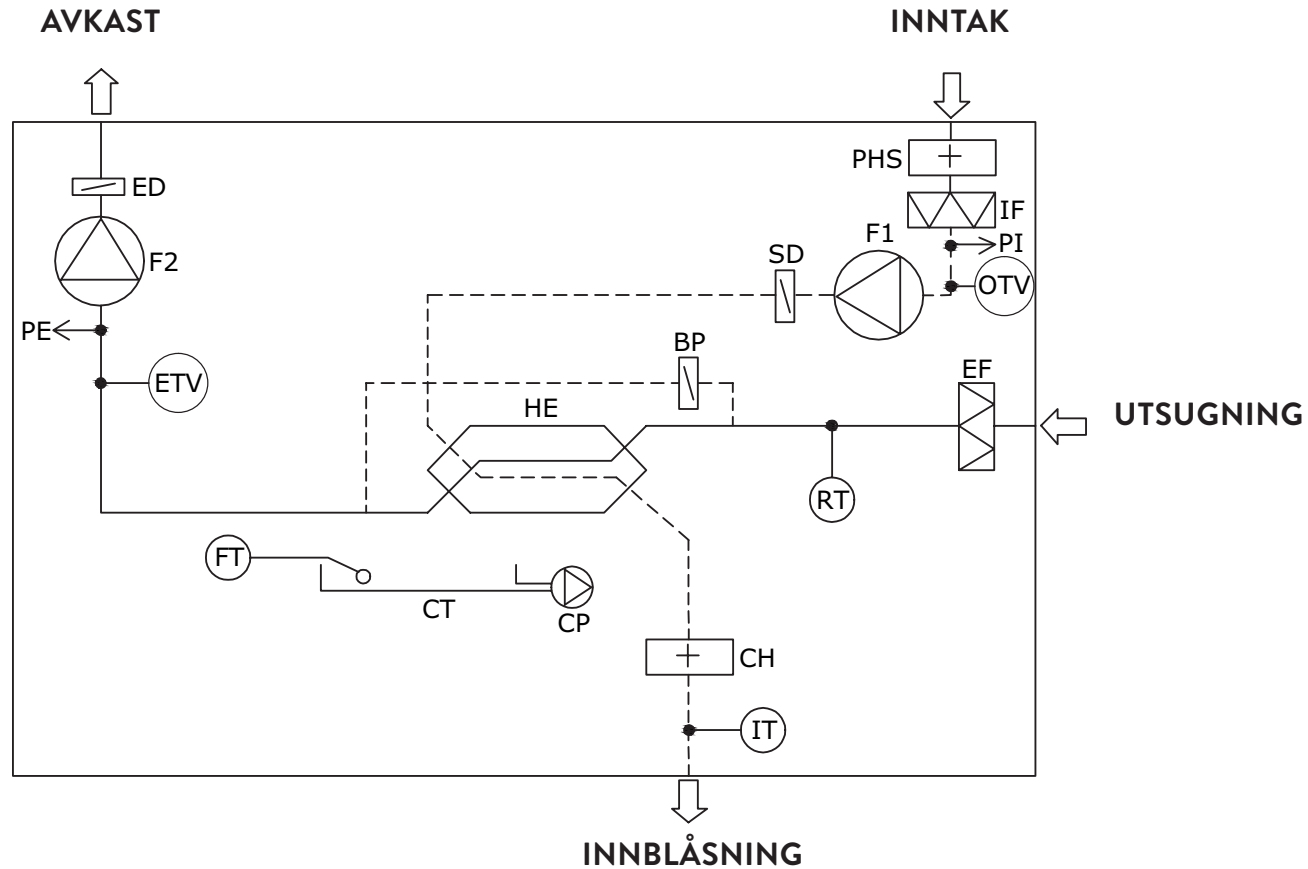 AVKAST
INNTAK
PHS
ED
IF
F1
PI
F2
SD
OTV
PE
BP
EF
ETV
HE
UTSUGNING
RT
FT
CT
CP
CH
IT
INNBLÅSNING